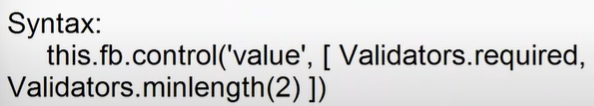 Syntax:
this.fb.control('value', [ Validators.required,
Validators.minlength(2) ])